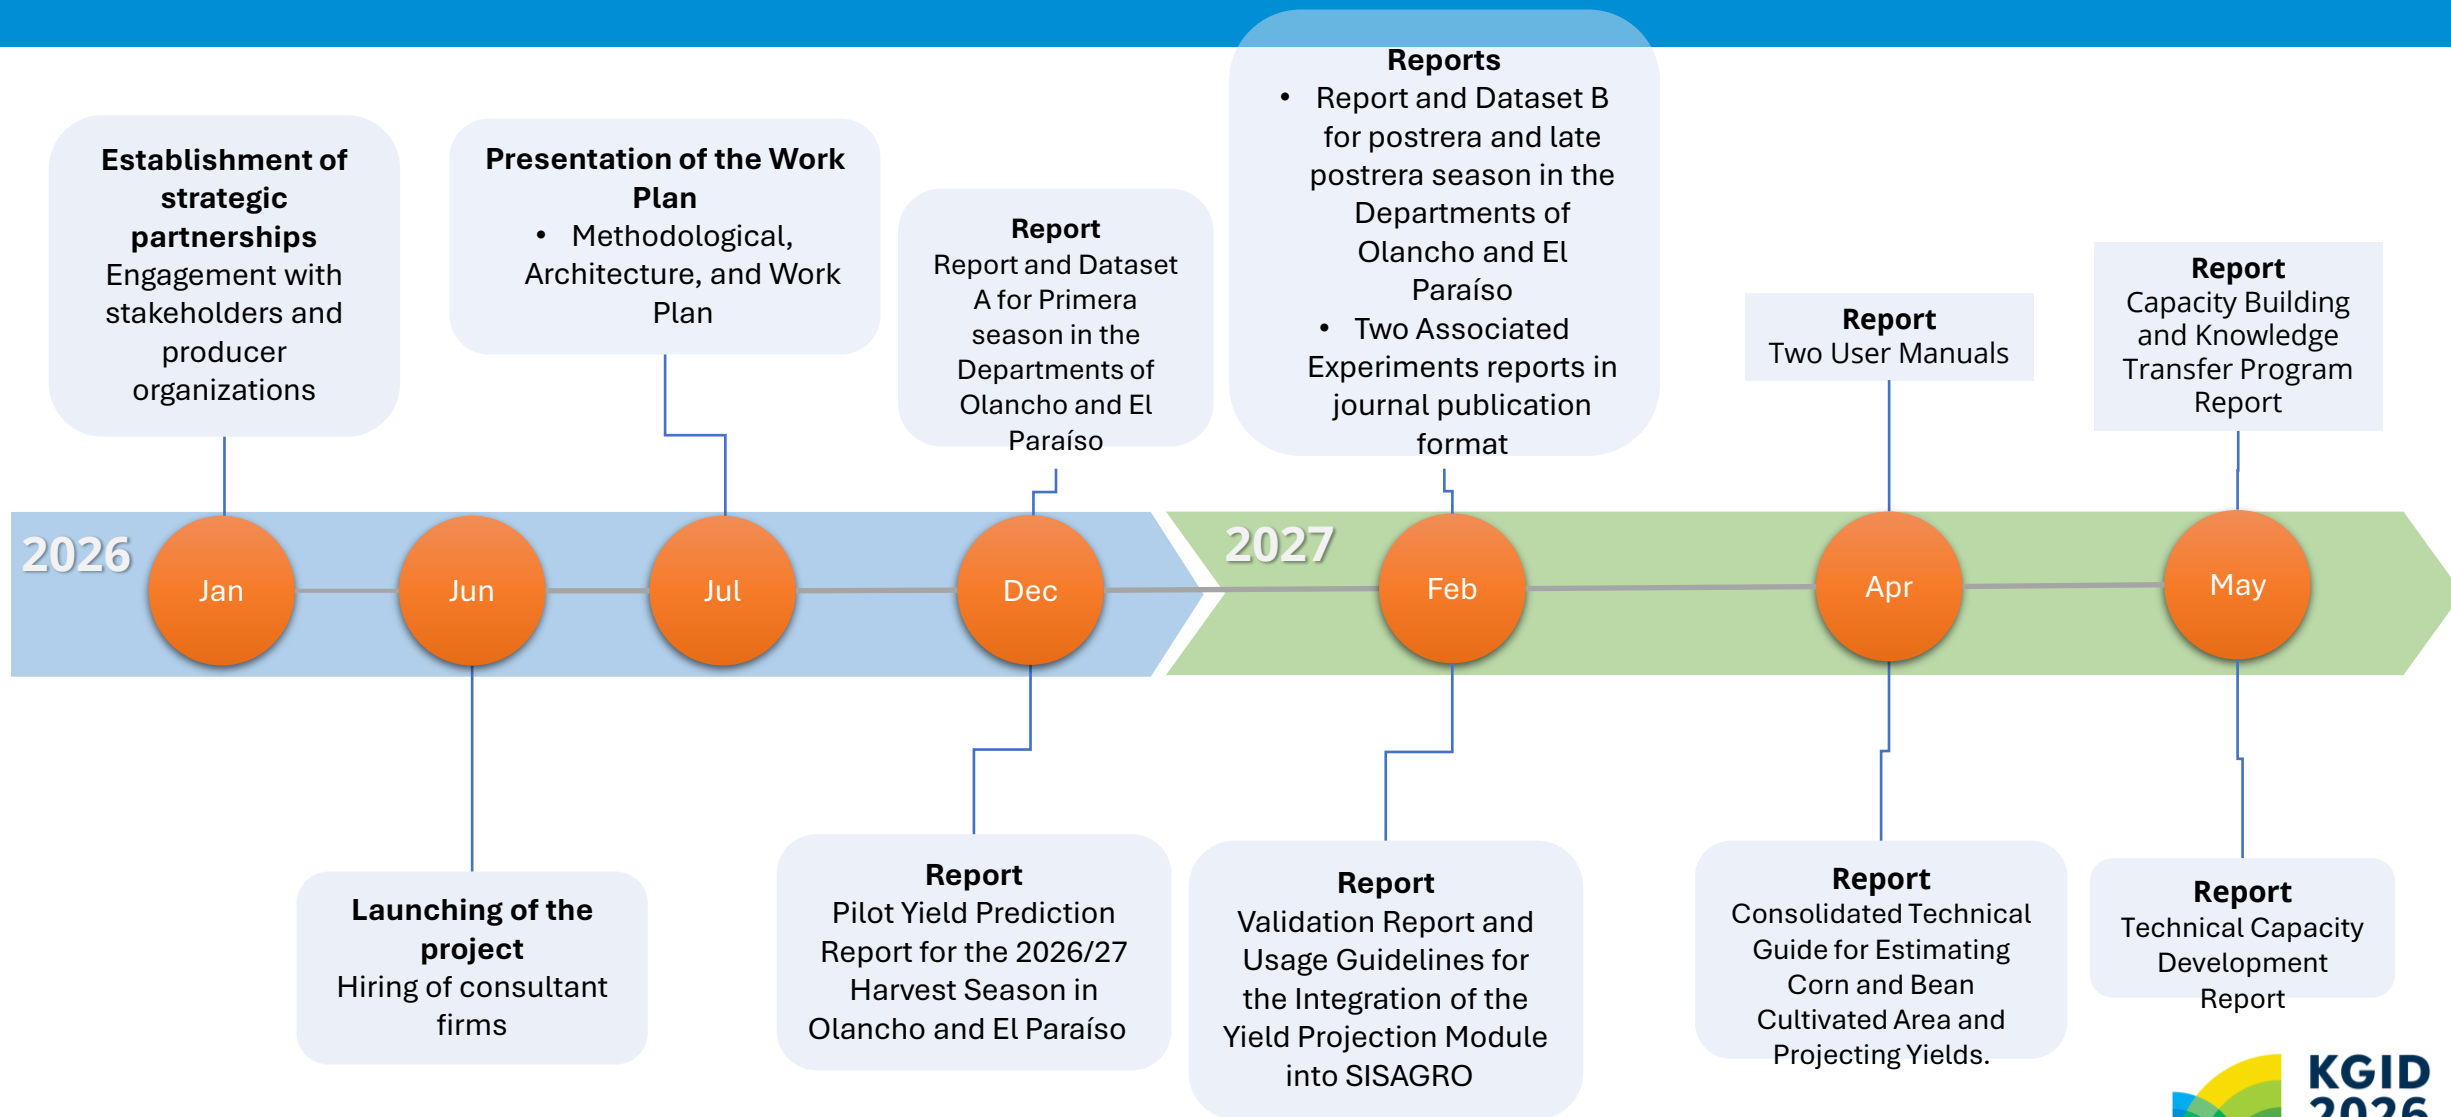 Establishment of
strategic
partnerships
Engagement with
stakeholders and
producer
organizations
Presentation of the Work
Plan
• Methodological,
Architecture, and Work
Plan
Report
Report and Dataset
A for Primera
season in the
Departments of
Olancho and El
Paraíso
Reports
• Report and Dataset B
for postrera and late
postrera season in the
Departments of
Olancho and El
Paraíso
• Two Associated
Experiments reports in
journal publication
format
Report
Two User Manuals
Report
Capacity Building
and Knowledge
Transfer Program
Report
2026
2027
Jan
Jun
Jul
Dec
Feb
Apr
May
Launching of the
project
Hiring of consultant
firms
Report
Pilot Yield Prediction
Report for the 2026/27
Harvest Season in
Olancho and El Paraíso
Report
Validation Report and
Usage Guidelines for
the Integration of the
Yield Projection Module
into SISAGRO
Report
Consolidated Technical
Guide for Estimating
Corn and Bean
Cultivated Area and
Projecting Yields.
Report
Technical Capacity
Development
Report
KGID
2026